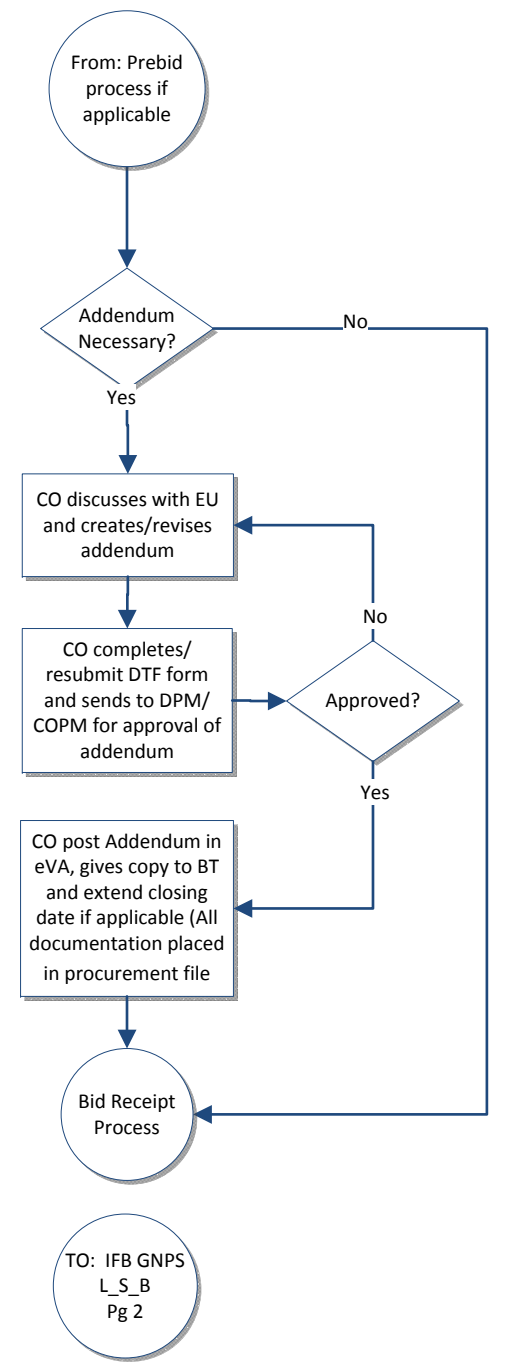 From: Prebid
process if
applicable
Addendum
Necessary?
No
Yes
CO discusses with EU
and creates/revises
addendum
No
CO completes/
resubmit DTF form
and sends to DPM/
COPM for approval of
addendum
Approved?
Yes
CO post Addendum in
eVA, gives copy to BT
and extend closing
date if applicable (All
documentation placed
in procurement file
Bid Receipt
Process
TO:  IFB GNPS
L_S_B
Pg 2